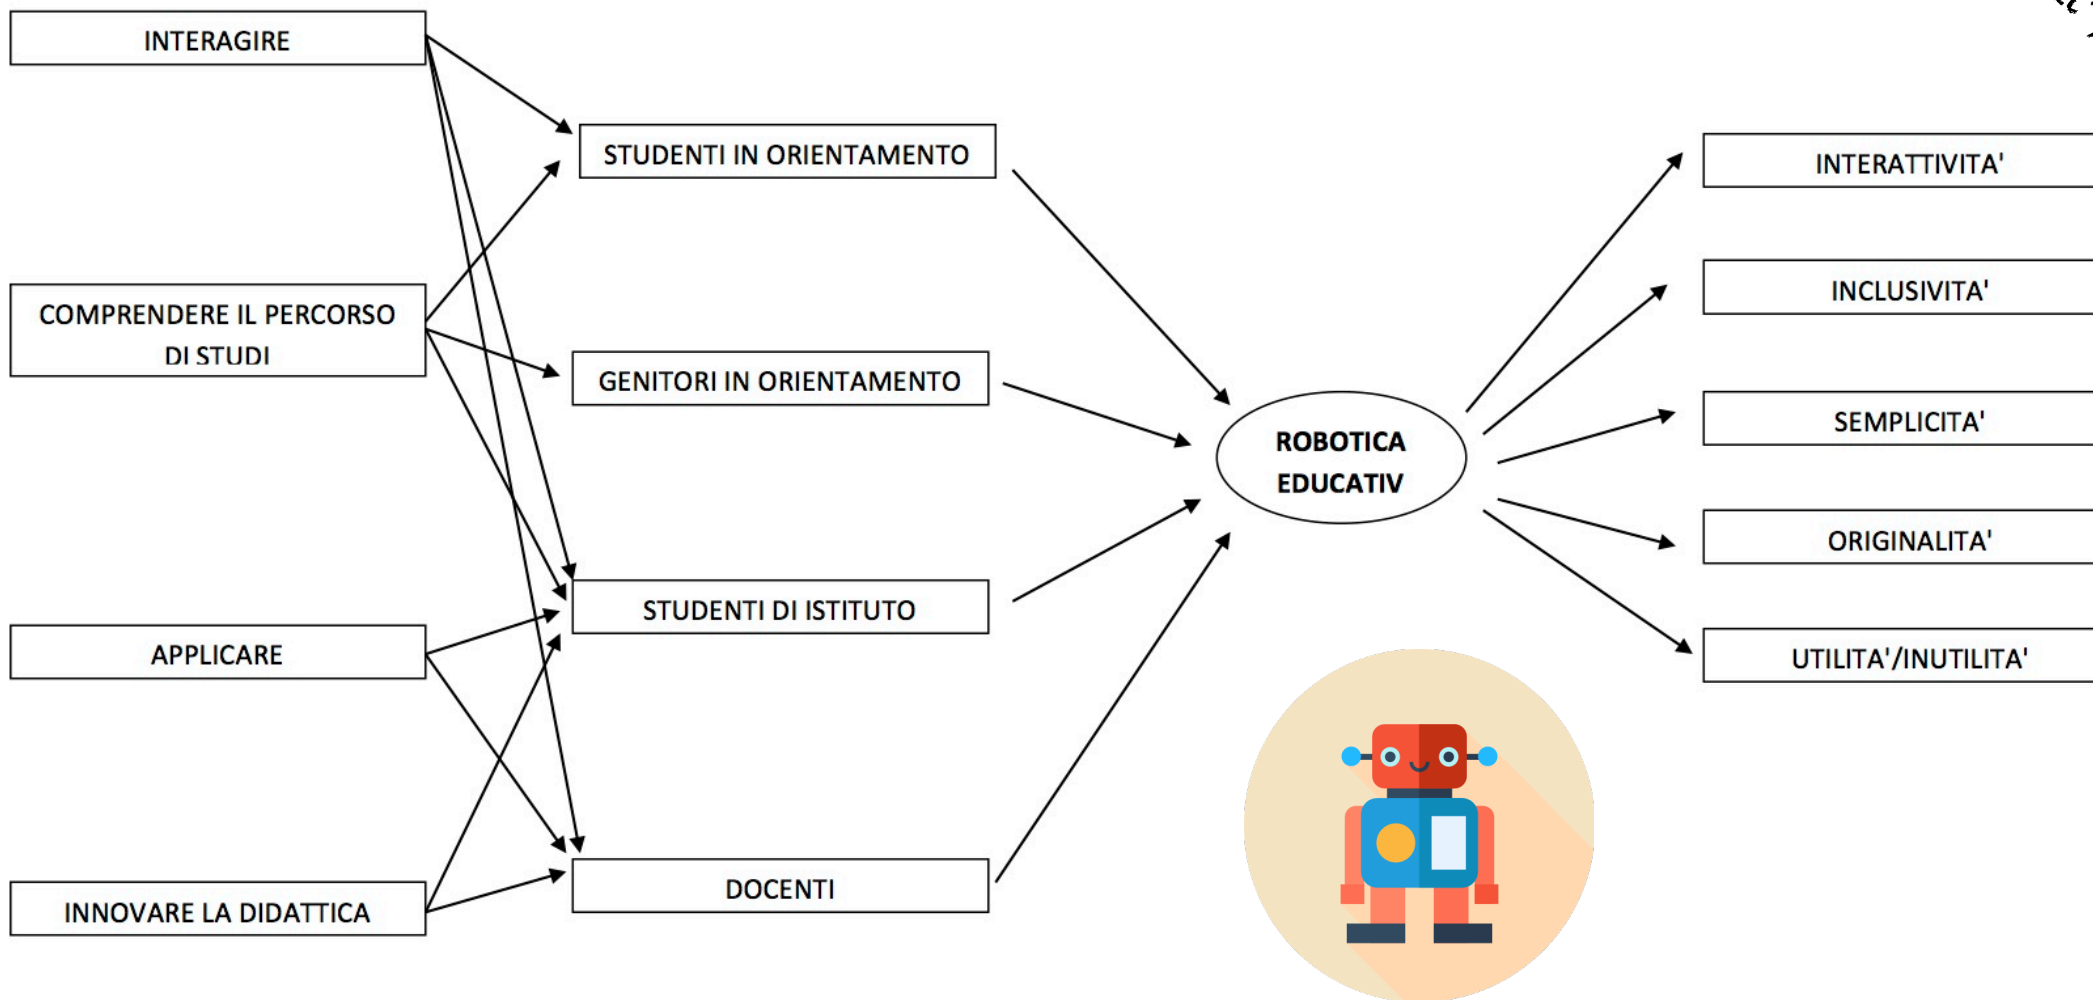 INTERAGIRE
COMPRENDERE IL PERCORSO
DI STUDI
APPLICARE
INNOVARE LA DIDATTICA
STUDENTI IN ORIENTAMENTO
GENITORI IN ORIENTAMENTO
STUDENTI DI ISTITUTO
DOCENTI
ROBOTICA
EDUCATIV
INTERATTIVITA'
INCLUSIVITA'
SEMPLICITA'
ORIGINALITA'
UTILITA'/INUTILITA'